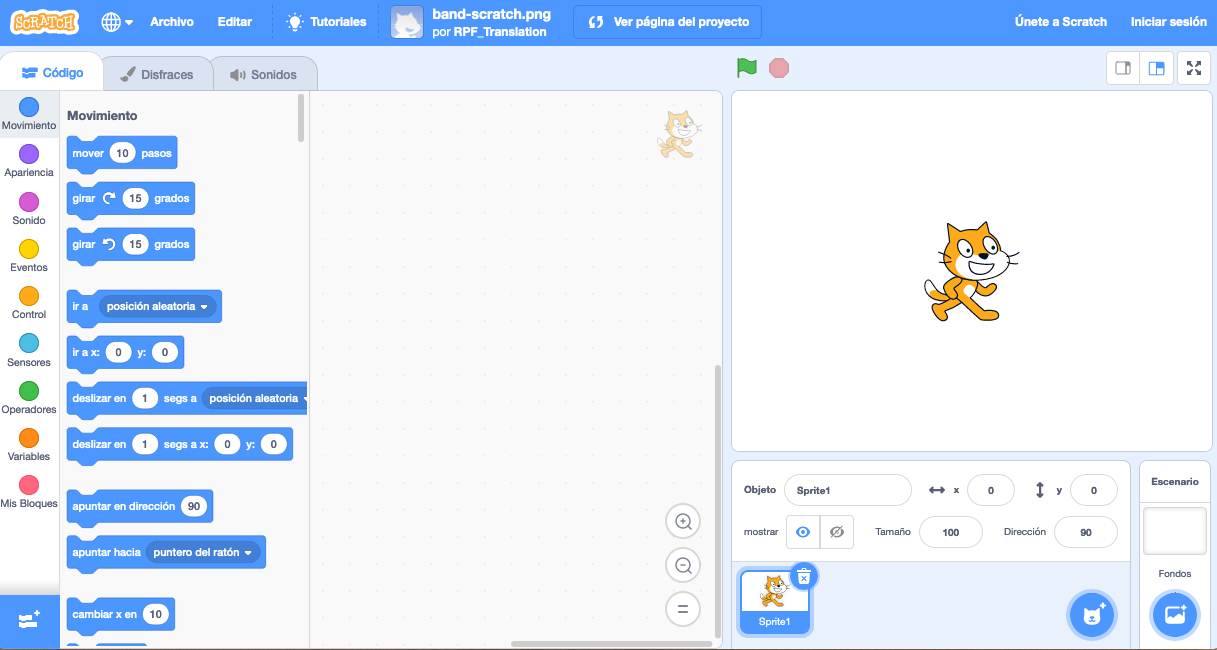 SCRATCH
Archivo
Editar
Tutoriales
band-scratch.png
por RPF_Translation
Ver página del proyecto
Únete a Scratch
Iniciar sesión
Código
Disfraces
Sonidos
Movimiento
Apariencia
Sonido
Eventos
Control
Sensores
Operadores
Variables
Mis Bloques
Movimiento
mover 10 pasos
girar 15 grados
girar 15 grados
ir a posición aleatoria
ir a x: 0 y: 0
deslizar en 1 segs a posición aleatoria
deslizar en 1 segs a x: 0 y: 0
apuntar en dirección 90
apuntar hacia puntero del ratón
cambiar x en 10
Objeto Sprite1 x 0 y 0
mostrar Tamaño 100 Dirección 90
Sprite1
Escenario
Fondos